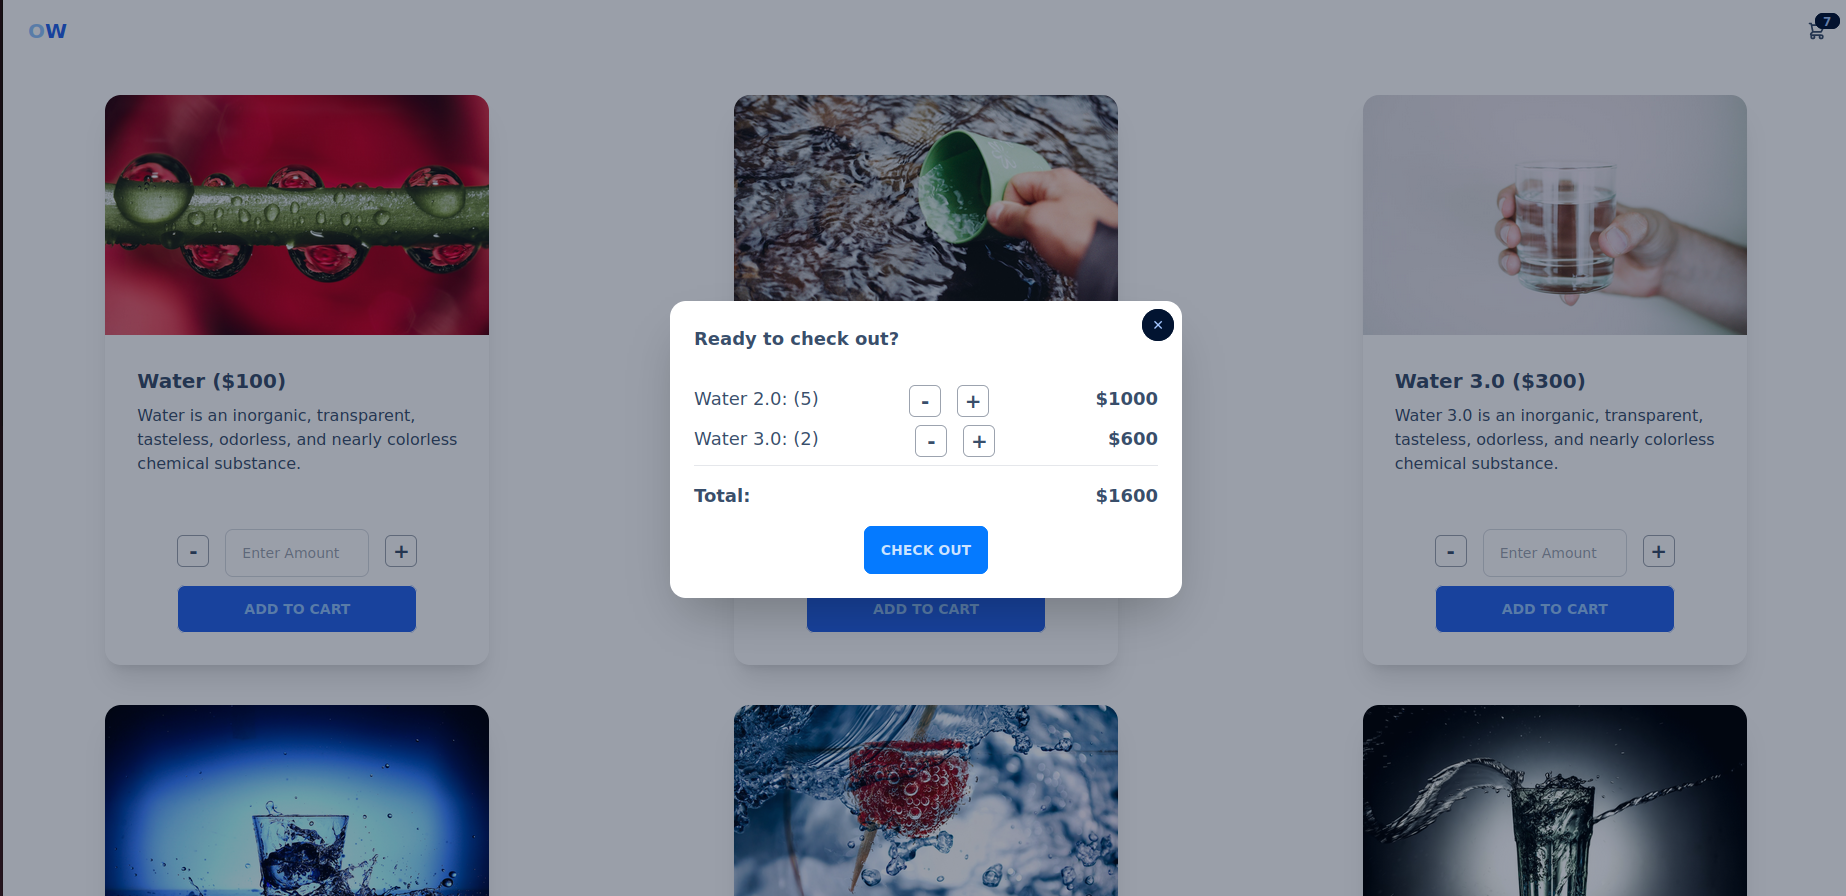 OW
7
Ready to check out?
Water 2.0: (5) - + $1000
Water 3.0: (2) - + $600
Total: $1600
CHECK OUT
Water ($100)
Water is an inorganic, transparent,
tasteless, odorless, and nearly colorless
chemical substance.
- Enter Amount +
ADD TO CART
ADD TO CART
Water 3.0 ($300)
Water 3.0 is an inorganic, transparent,
tasteless, odorless, and nearly colorless
chemical substance.
- Enter Amount +
ADD TO CART